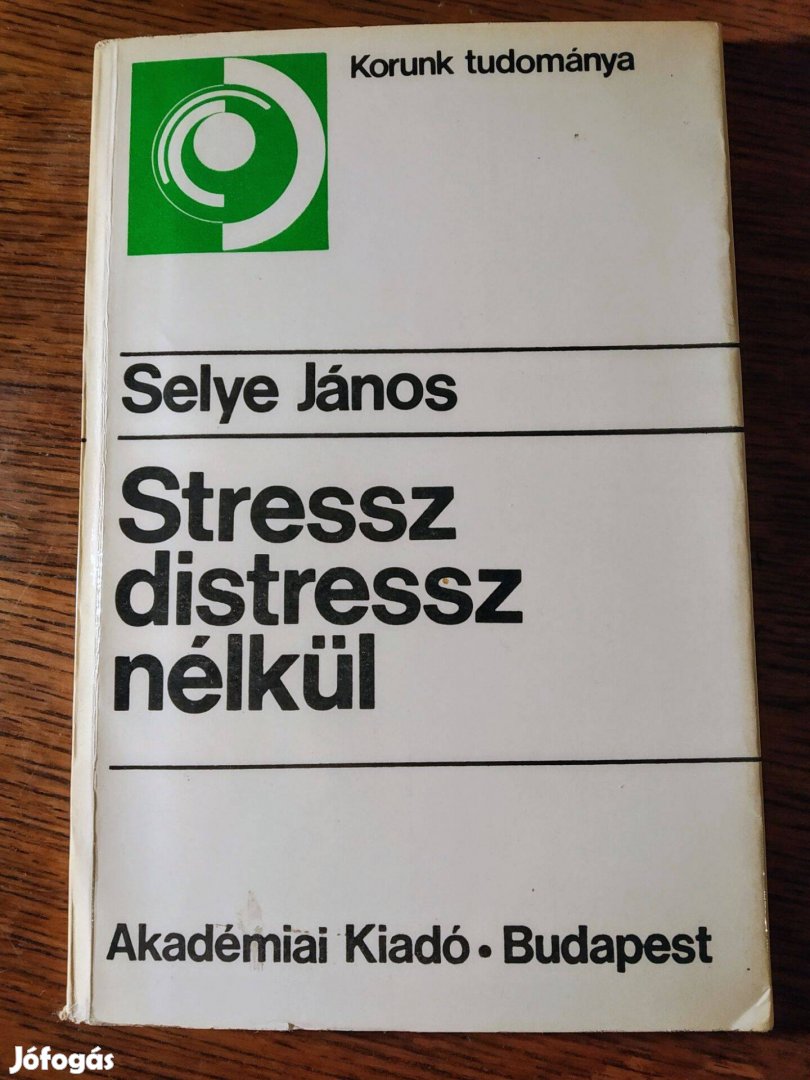 Korunk tudománya
Selye János
Stressz
distressz
nélkül
Akadémiai Kiadó • Budapest
Jófogás